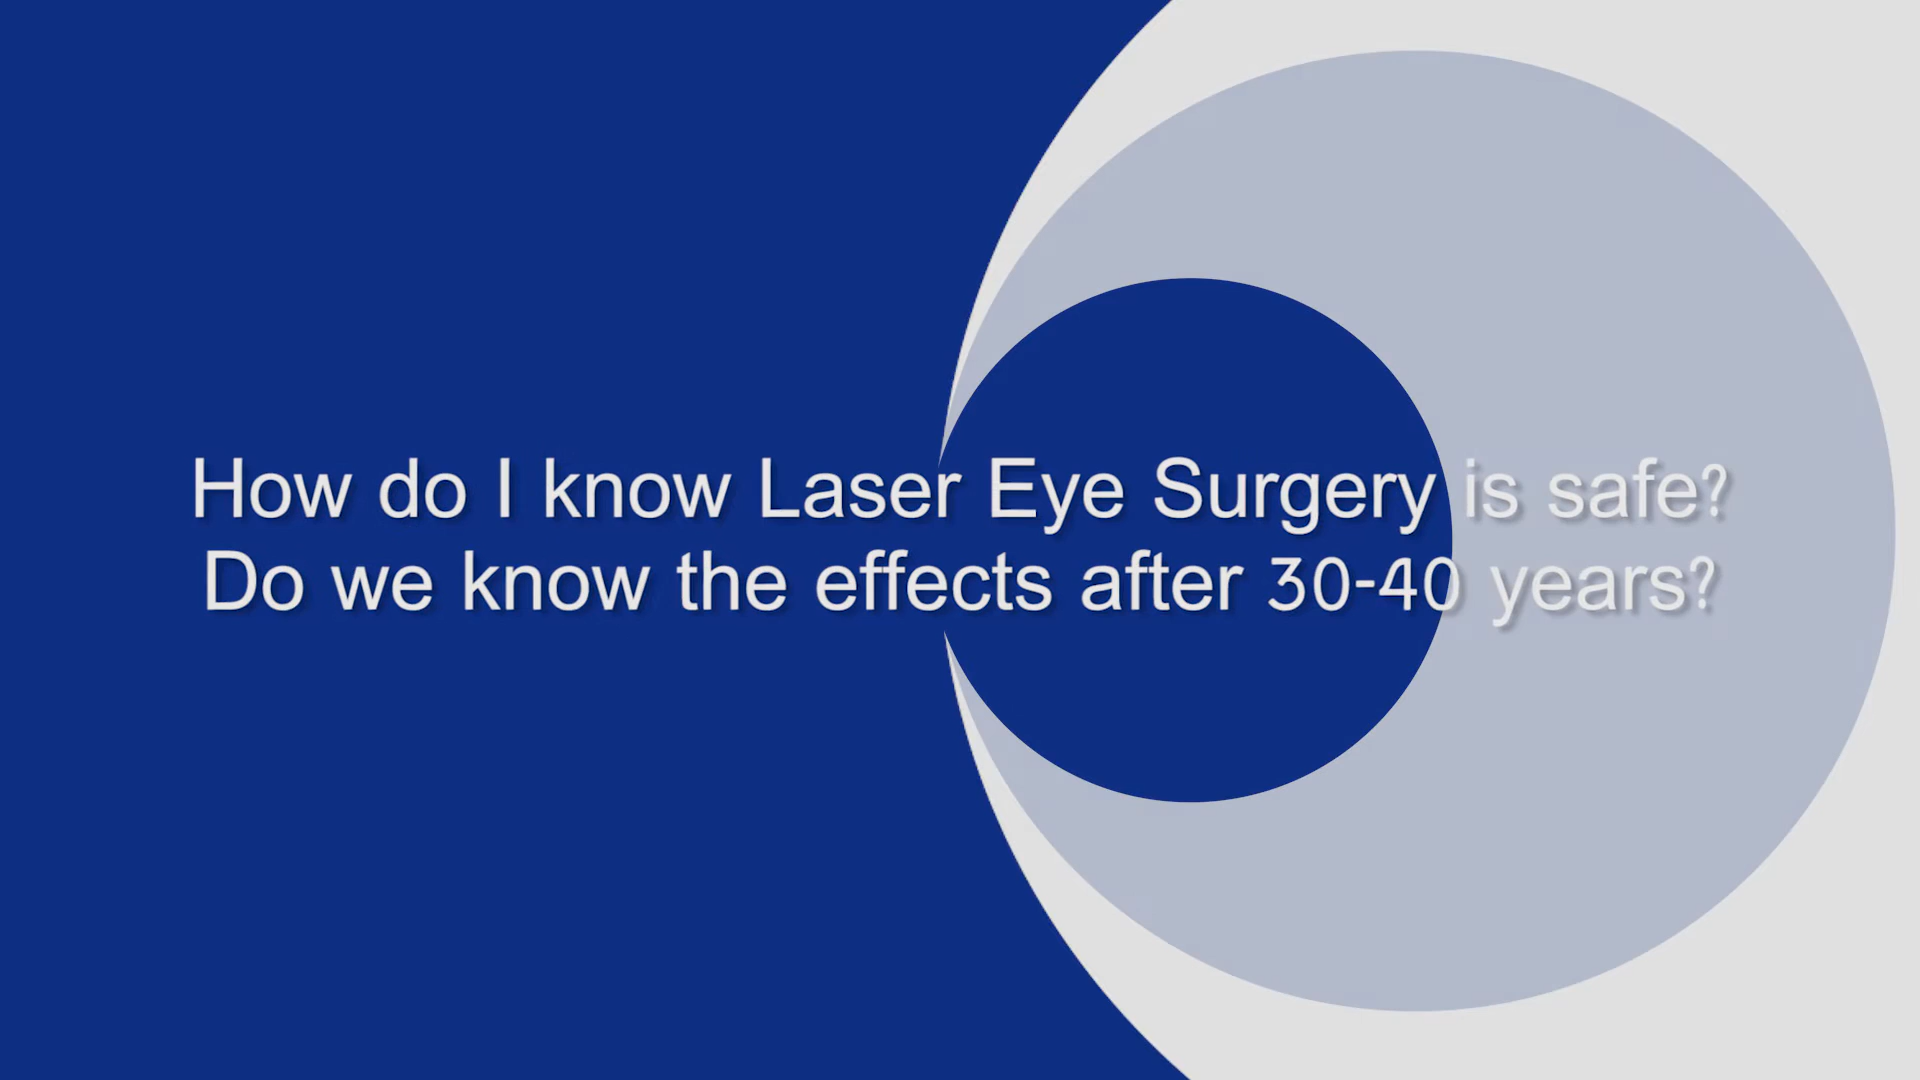 How do I know Laser Eye Surgery is safe?
Do we know the effects after 30-40 years?